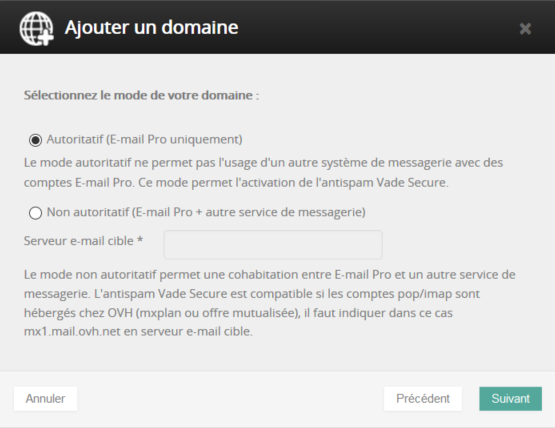 Ajouter un domaine
Sélectionnez le mode de votre domaine :
Autoritatif (E-mail Pro uniquement)
Le mode autoritatif ne permet pas l'usage d'un autre système de messagerie avec des
comptes E-mail Pro. Ce mode permet l'activation de l'antispam Vade Secure.
Non autoritatif (E-mail Pro + autre service de messagerie)
Serveur e-mail cible *
Le mode non autoritatif permet une cohabitation entre E-mail Pro et un autre service de
messagerie. L'antispam Vade Secure est compatible si les comptes pop/imap sont
hébergés chez OVH (mxplan ou offre mutualisée), il faut indiquer dans ce cas
mx1.mail.ovh.net en serveur e-mail cible.
Annuler
Précédent
Suivant